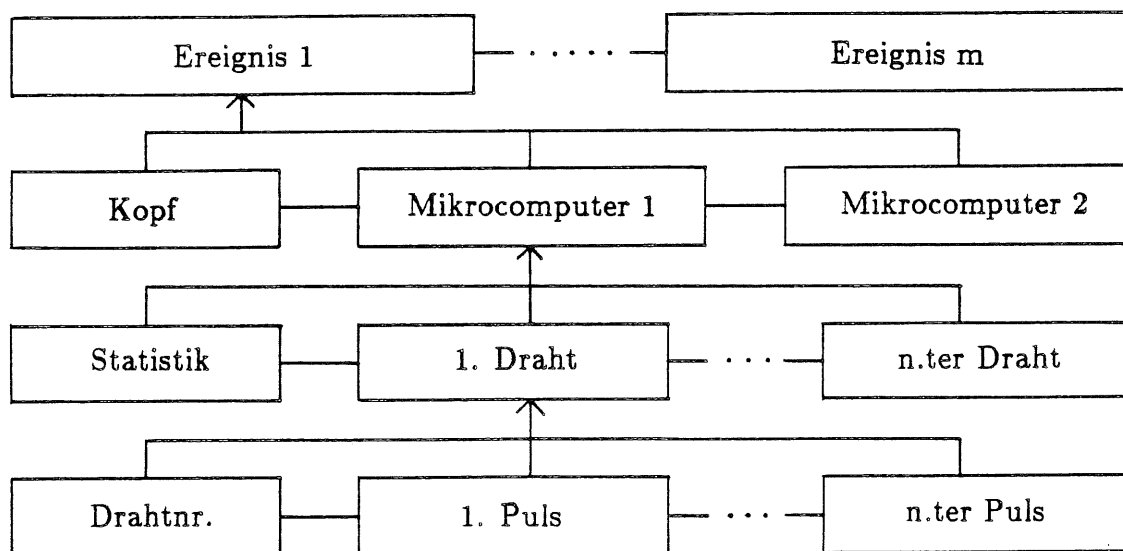 Ereignis 1 — · · · · — Ereignis m
Kopf Mikrocomputer 1 Mikrocomputer 2
Statistik 1. Draht — · · · · — n.ter Draht
Drahtnr. 1. Puls — · · · · — n.ter Puls